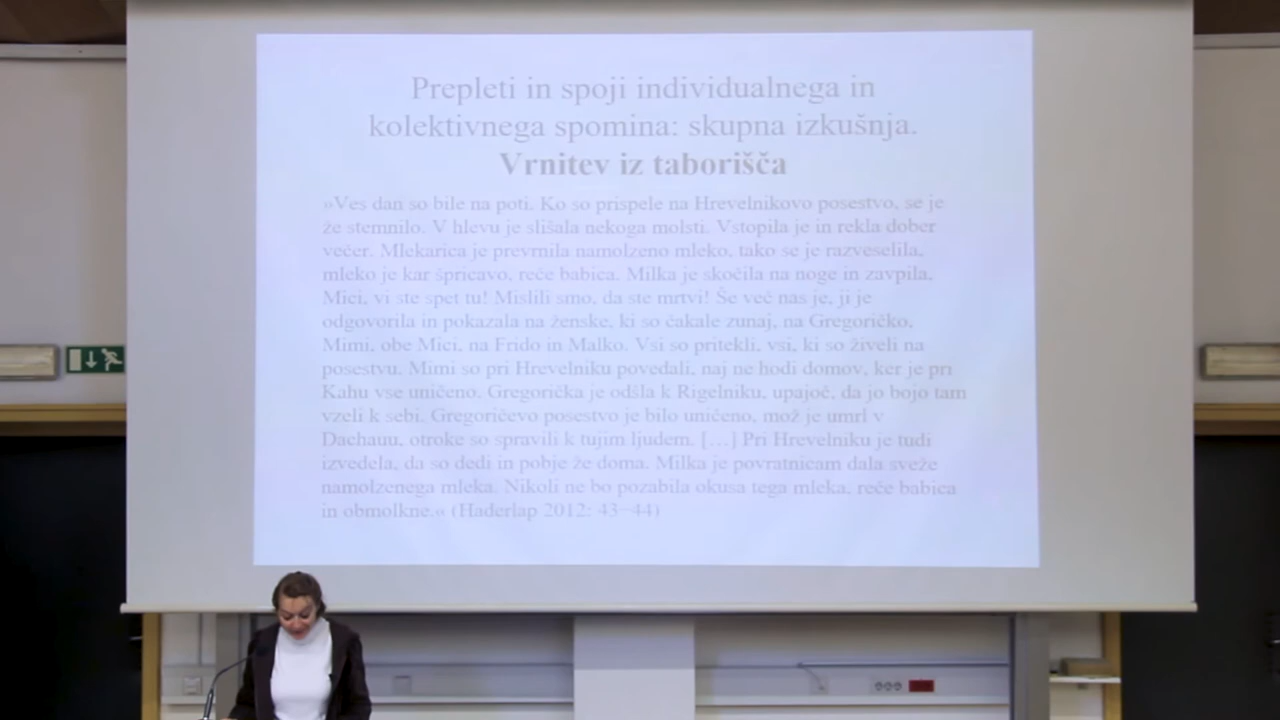 Prepleti in spoji individualnega in
kolektivnega spomina: skupna izkušnja.
Vrnitev iz taborišča
»Ves dan so bile na poti. Ko so prispele na Hrevelnikovo posestvo, se je
že stemnilo. V hlevu je slišala nekoga molsti. Vstopila je in rekla dober
večer. Mlekarica je prevrnila namolzeno mleko, tako se je razveselila,
mleko je kar špricavo, reče babica. Milka je skočila na noge in zavpila,
Mici, vi ste spet tu! Mislili smo, da ste mrtvi! Še več nas je, ji je
odgovorila in pokazala na ženske, ki so čakale zunaj, na Gregoričko,
Mimi, obe Mici, na Frido in Malko. Vsi so pritekli, vsi, ki so živeli na
posestvu. Mimi so pri Hrevelniku povedali, naj ne hodi domov, ker je pri
Kahu vse uničeno. Gregorička je odšla k Rigelniku, upajoč, da jo bojo tam
vzeli k sebi. Gregoričevo posestvo je bilo uničeno, mož je umrl v
Dachauu, otroke so spravili k tujim ljudem. […] Pri Hrevelniku je tudi
izvedela, da so dedi in pobje že doma. Milka je povratnicam dala sveže
namolzenega mleka. Nikoli ne bo pozabila okusa tega mleka, reče babica
in obmolkne.« (Haderlap 2012: 43–44)